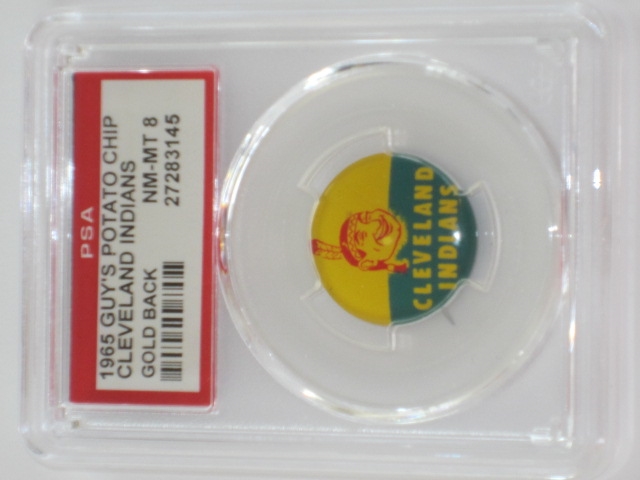 PSA
1965 GUY'S POTATO CHIP
CLEVELAND INDIANS
GOLD BACK NM-MT 8
27283145
CLEVELAND
INDIANS